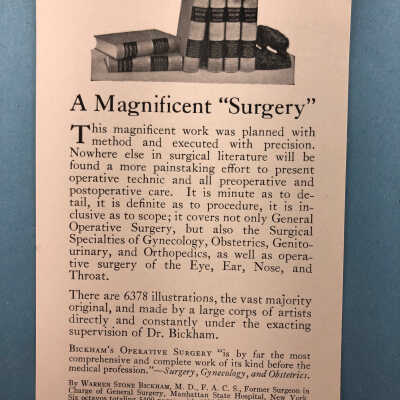 A Magnificent “Surgery”
This magnificent work was planned with
method and executed with precision.
Nowhere else in surgical literature will be
found a more painstaking effort to present
operative technic and all preoperative and
postoperative care. It is minute as to de-
tail, it is definite as to procedure, it is in-
clusive as to scope; it covers not only General
Operative Surgery, but also the Surgical
Specialties of Gynecology, Obstetrics, Genito-
urinary, and Orthopedics, as well as opera-
tive surgery of the Eye, Ear, Nose, and
Throat.
There are 6378 illustrations, the vast majority
original, and made by a large corps of artists
directly and constantly under the exacting
supervision of Dr. Bickham.
BICKHAM'S OPERATIVE SURGERY “is by far the most
comprehensive and complete work of its kind before the
medical profession.”—Surgery, Gynecology, and Obstetrics.
By WARREN STONE BICKHAM, M. D., F. A. C. S., Former Surgeon in
Charge of General Surgery, Manhattan State Hospital, New York
Six octavos totaling